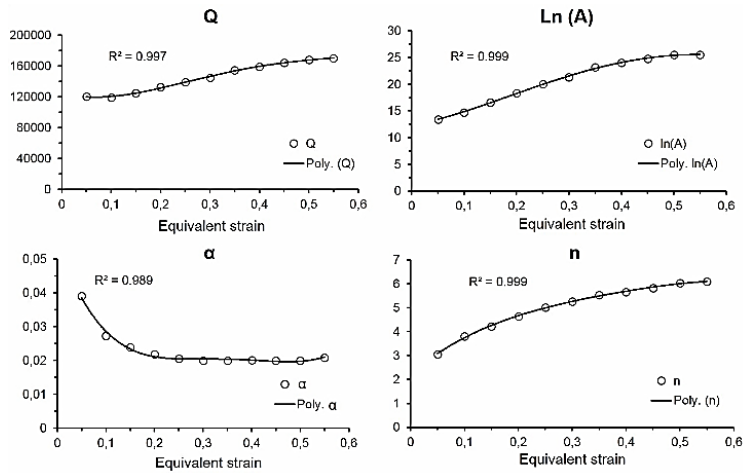 Q
200000
160000
120000
80000
40000
0
R² = 0.997
Q
Poly. (Q)
0
0,1
0,2
0,3
0,4
0,5
0,6
Equivalent strain
Ln (A)
30
25
20
15
10
5
0
R² = 0.999
ln(A)
Poly. ln(A)
0
0,1
0,2
0,3
0,4
0,5
0,6
Equivalent strain
α
0,05
0,04
0,03
0,02
0,01
0
R² = 0.989
α
Poly. α
0
0,1
0,2
0,3
0,4
0,5
0,6
Equivalent strain
n
7
6
5
4
3
2
1
0
R² = 0.999
n
Poly. (n)
0
0,1
0,2
0,3
0,4
0,5
0,6
Equivalent strain